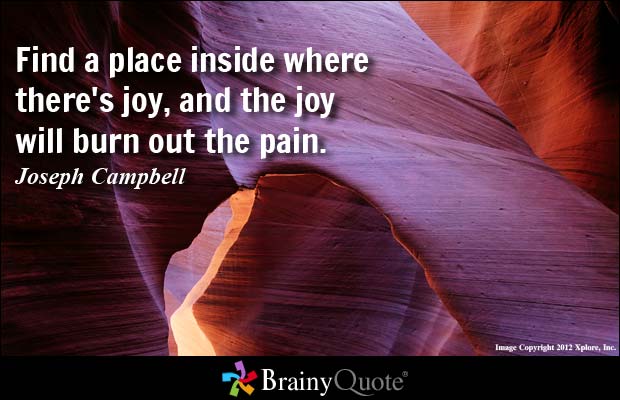 Find a place inside where
there's joy, and the joy
will burn out the pain.
Joseph Campbell
Image Copyright 2012 Xplore, Inc.
BrainyQuote®